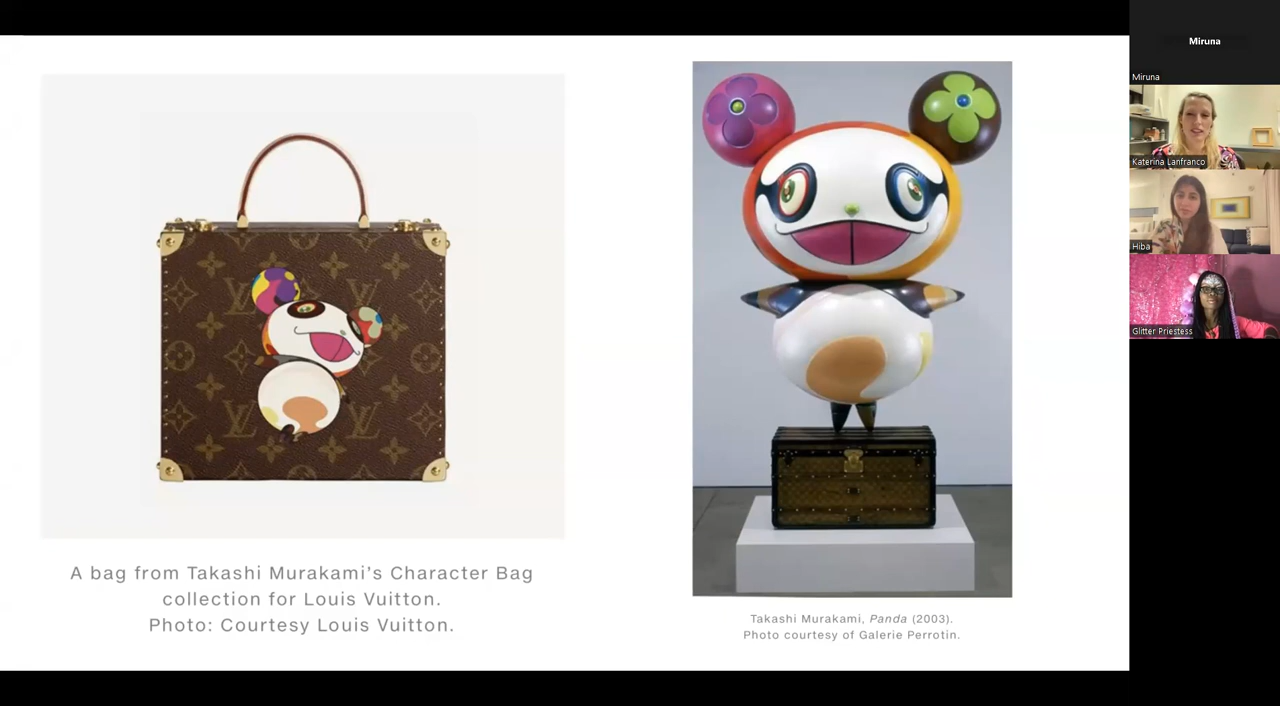 A bag from Takashi Murakami's Character Bag
collection for Louis Vuitton.
Photo: Courtesy Louis Vuitton.
Takashi Murakami, Panda (2003).
Photo courtesy of Galerie Perrotin.
Miruna
Miruna
Katerina Lanfranco
Hiba
Glitter Priestess